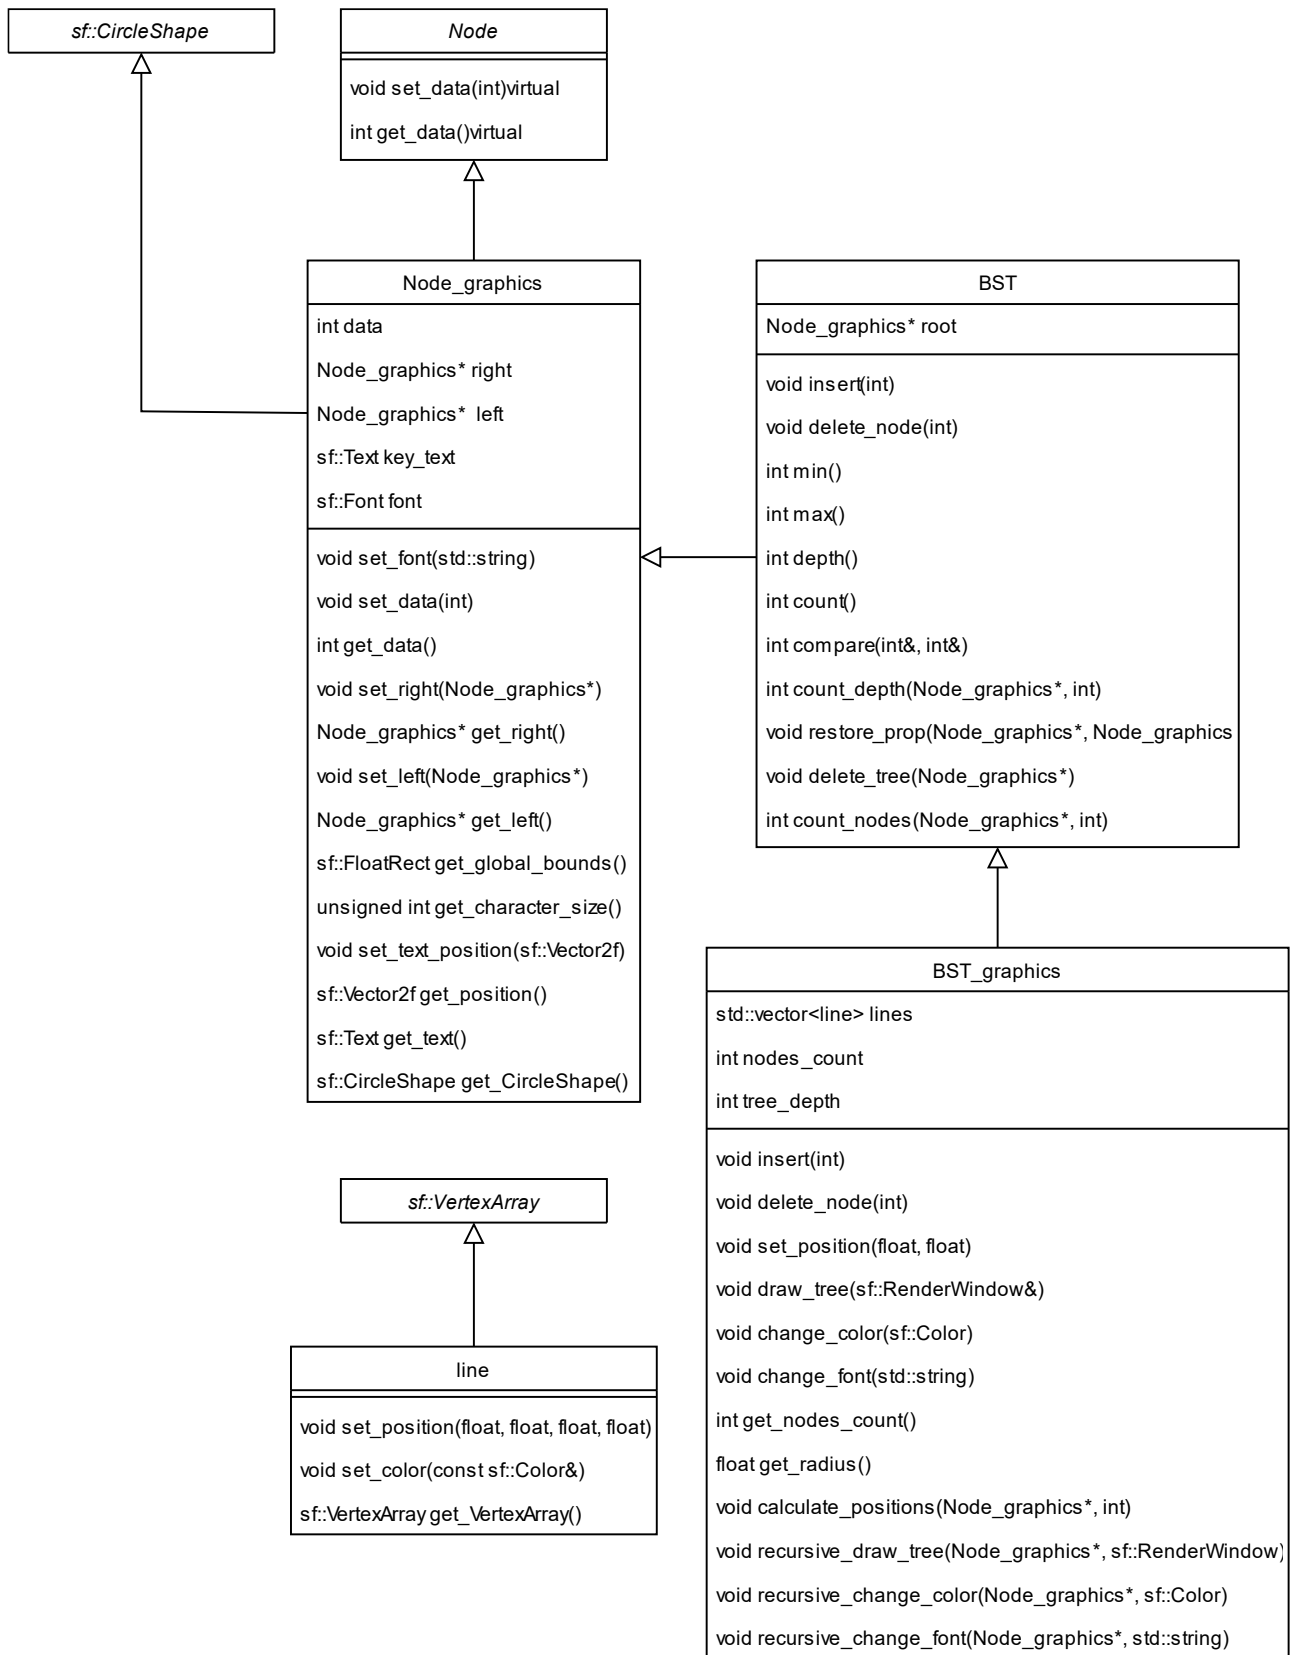 sf::CircleShape
Node
void set_data(int)virtual
int get_data()virtual
Node_graphics
int data
Node_graphics* right
Node_graphics* left
sf::Text key_text
sf::Font font
void set_font(std::string)
void set_data(int)
int get_data()
void set_right(Node_graphics*)
Node_graphics* get_right()
void set_left(Node_graphics*)
Node_graphics* get_left()
sf::FloatRect get_global_bounds()
unsigned int get_character_size()
void set_text_position(sf::Vector2f)
sf::Vector2f get_position()
sf::Text get_text()
sf::CircleShape get_CircleShape()
BST
Node_graphics* root
void insert(int)
void delete_node(int)
int min()
int max()
int depth()
int count()
int compare(int&, int&)
int count_depth(Node_graphics*, int)
void restore_prop(Node_graphics*, Node_graphics
void delete_tree(Node_graphics*)
int count_nodes(Node_graphics*, int)
sf::VertexArray
line
void set_position(float, float, float, float)
void set_color(const sf::Color&)
sf::VertexArray get_VertexArray()
BST_graphics
std::vector<line> lines
int nodes_count
int tree_depth
void insert(int)
void delete_node(int)
void set_position(float, float)
void draw_tree(sf::RenderWindow&)
void change_color(sf::Color)
void change_font(std::string)
int get_nodes_count()
float get_radius()
void calculate_positions(Node_graphics*, int)
void recursive_draw_tree(Node_graphics*, sf::RenderWindow)
void recursive_change_color(Node_graphics*, sf::Color)
void recursive_change_font(Node_graphics*, std::string)